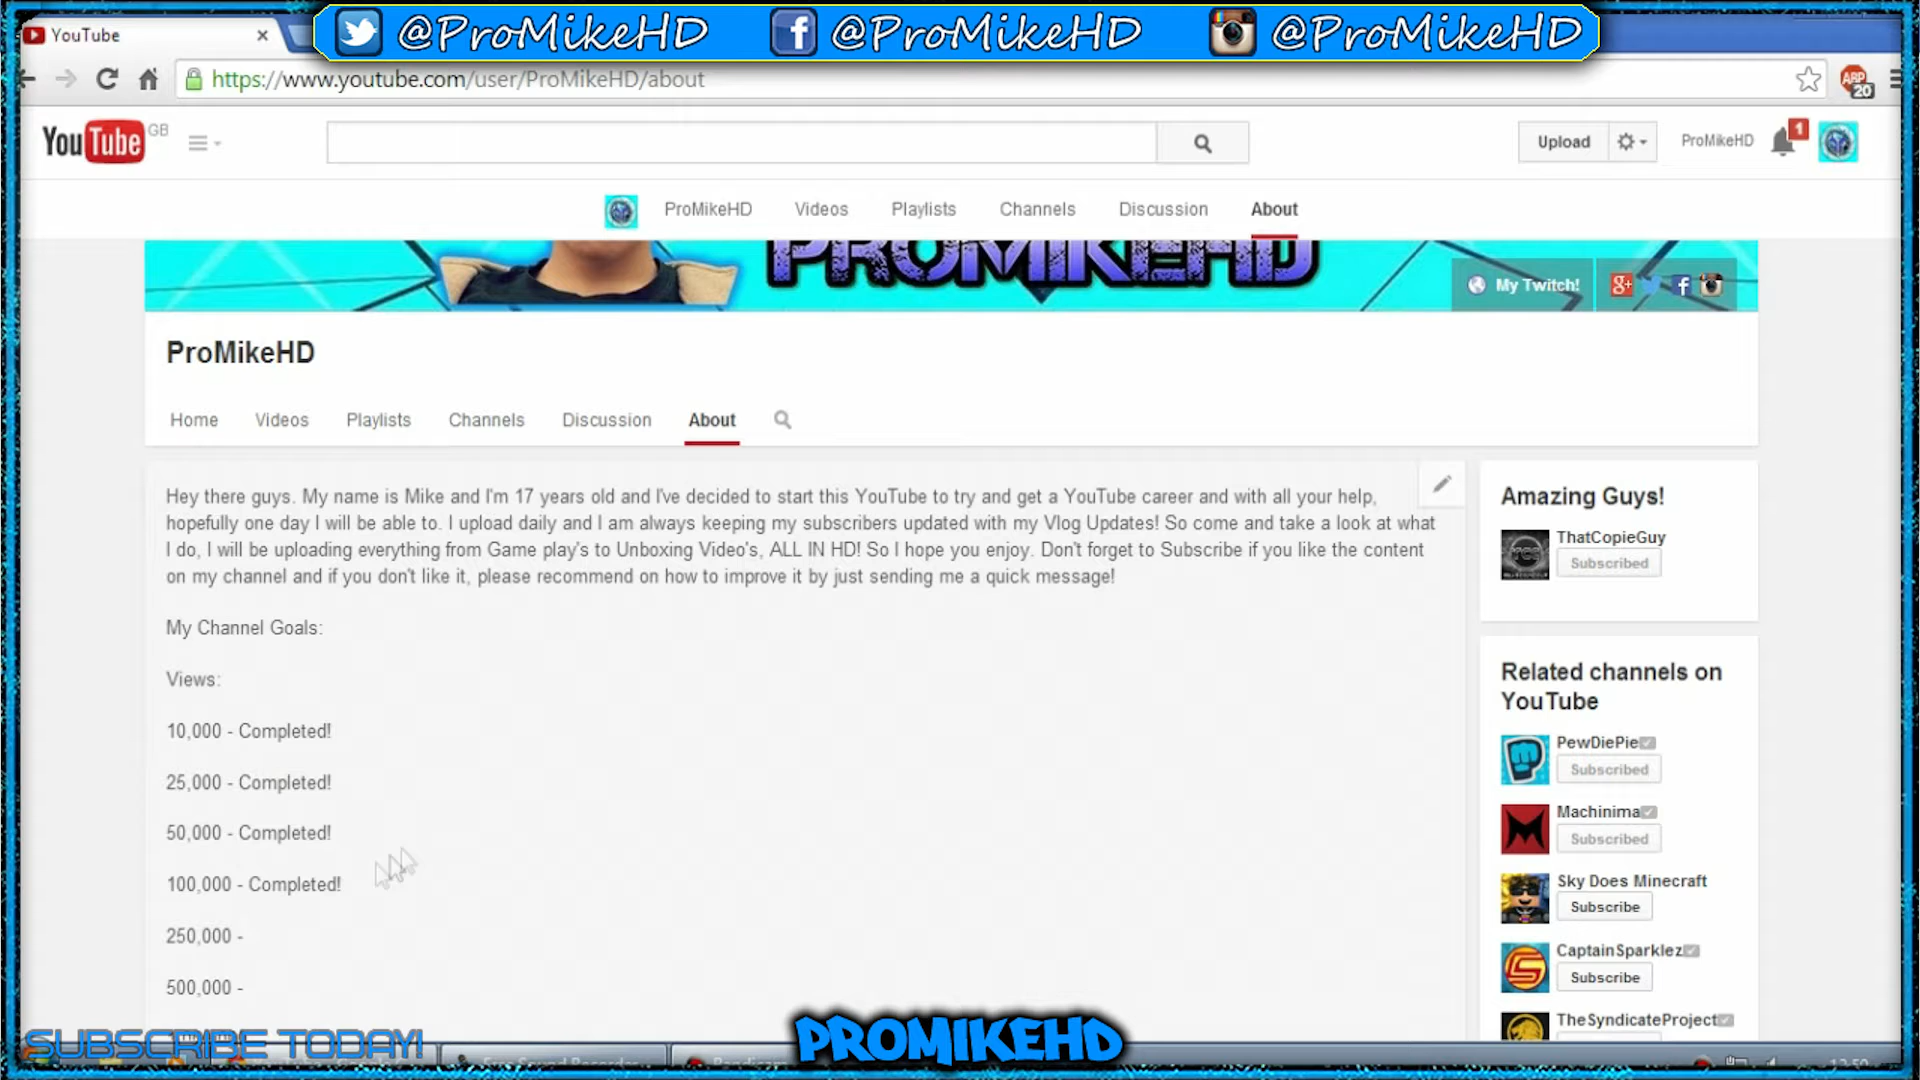 YouTube
@ProMikeHD @ProMikeHD @ProMikeHD
https://www.youtube.com/user/ProMikeHD/about
ABP
20
YouTube GB
Upload
ProMikeHD
1
ProMikeHD Videos Playlists Channels Discussion About
PROMIKEHD
My Twitch!
ProMikeHD
Home Videos Playlists Channels Discussion About
Hey there guys. My name is Mike and I'm 17 years old and I've decided to start this YouTube to try and get a YouTube career and with all your help,
hopefully one day I will be able to. I upload daily and I am always keeping my subscribers updated with my Vlog Updates! So come and take a look at what
I do, I will be uploading everything from Game play's to Unboxing Video's, ALL IN HD! So I hope you enjoy. Don't forget to Subscribe if you like the content
on my channel and if you don't like it, please recommend on how to improve it by just sending me a quick message!
My Channel Goals:
Views:
10,000 - Completed!
25,000 - Completed!
50,000 - Completed!
100,000 - Completed!
250,000 -
500,000 -
Amazing Guys!
ThatCopieGuy
Subscribed
Related channels on
YouTube
PewDiePie
Subscribed
Machinima
Subscribed
Sky Does Minecraft
Subscribe
CaptainSparklez
Subscribe
TheSyndicateProject
SUBSCRIBE TODAY!
PROMIKEHD